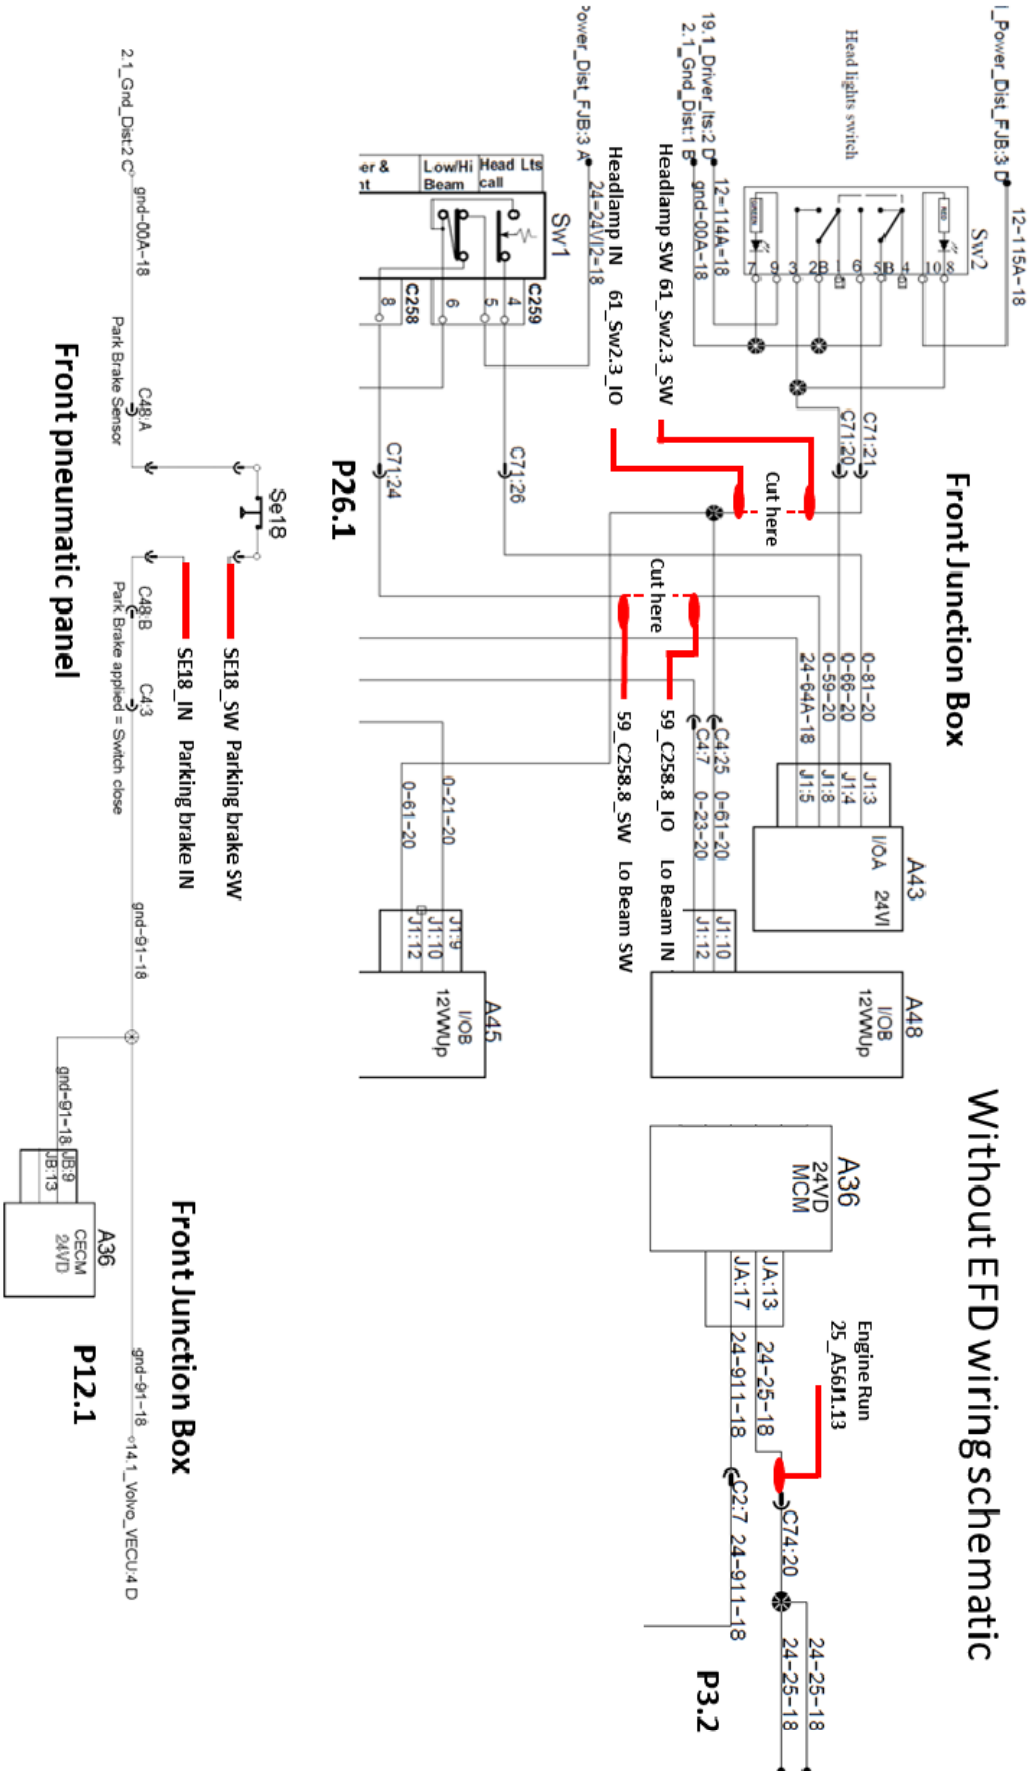 Without EFD wiring schematic
Front Junction Box
Head lights switch
Sw2
RED
GREEN
12-115A-18
19.1_Driver_lts:2 D
2.1_Gnd_Dist:1 B
12=114A=18
gnd-00A-18
Headlamp SW 61_Sw2.3_SW
Headlamp IN 61_Sw2.3_IO
24=24VI2=18
Head Lts
call
Low/Hi
Beam
Sw1
C259
4
5
6
C258
8
C71:21
C71:20
C71:26
C71:24
Cut here
Cut here
P26.1
0-81-20
0-66-20
0-59-20
24-64A-18
J1:3
J1:4
J1:8
J1:5
A43
I/OA 24VI
C4:25 0=61=20
C4:7 0-23-20
J1:10
J1:12
A48
I/OB
12VWUp
59_C258.8_IO Lo Beam IN
59_C258.8_SW Lo Beam SW
0-21-20
0-61-20
J1:9
J1:10
J1:12
A45
I/OB
12VWUp
A36
24VD
MCM
JA:13
JA:17
24-25-18
24-911-18
Engine Run
25_A56J1.13
C74:20
C2:7 24-911-18
24-25-18
24-25-18
P3.2
2.1_Gnd_Dist:2 C
gnd-00A-18
Park Brake Sensor
C48:A
Se18
C48:B
C4:3
Park Brake applied = Switch close
SE18_SW Parking brake SW
SE18_IN Parking brake IN
Front pneumatic panel
gnd-91-18
gnd-91-18
JB:9
JB:13
A36
CECM
24VD
gnd-91-18
14.1_Volvo_VECU:4 D
Front Junction Box
P12.1